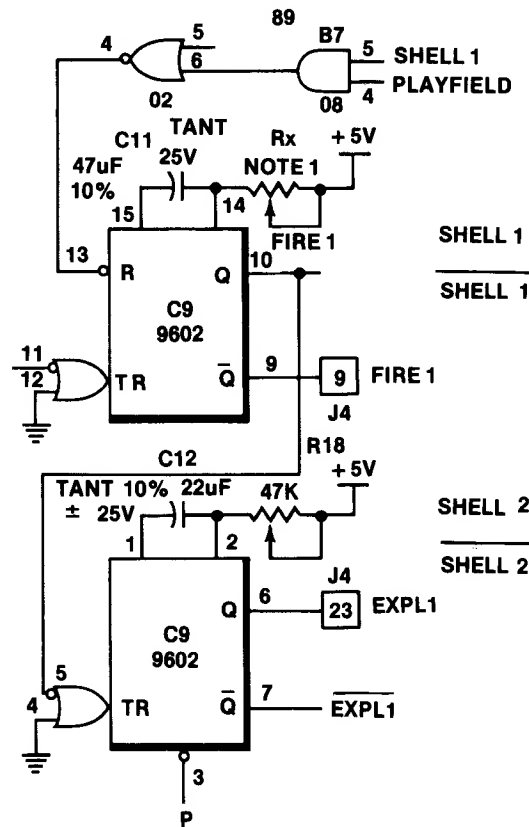 89
4
5
6
02
B7
08
5
4
SHELL 1
PLAYFIELD
C11
TANT
25V
47uF
10%
Rx
NOTE 1
+ 5V
15
14
FIRE 1
13
R
Q
10
C9
9602
11
12
TR
Q
9
9
J4
FIRE 1
SHELL 1
SHELL 1
C12
R18
+ 5V
TANT 10% 22uF
± 25V
47K
1
2
SHELL 2
SHELL 2
J4
Q
6
23
EXPL1
C9
9602
5
4
TR
Q
7
EXPL1
3
P